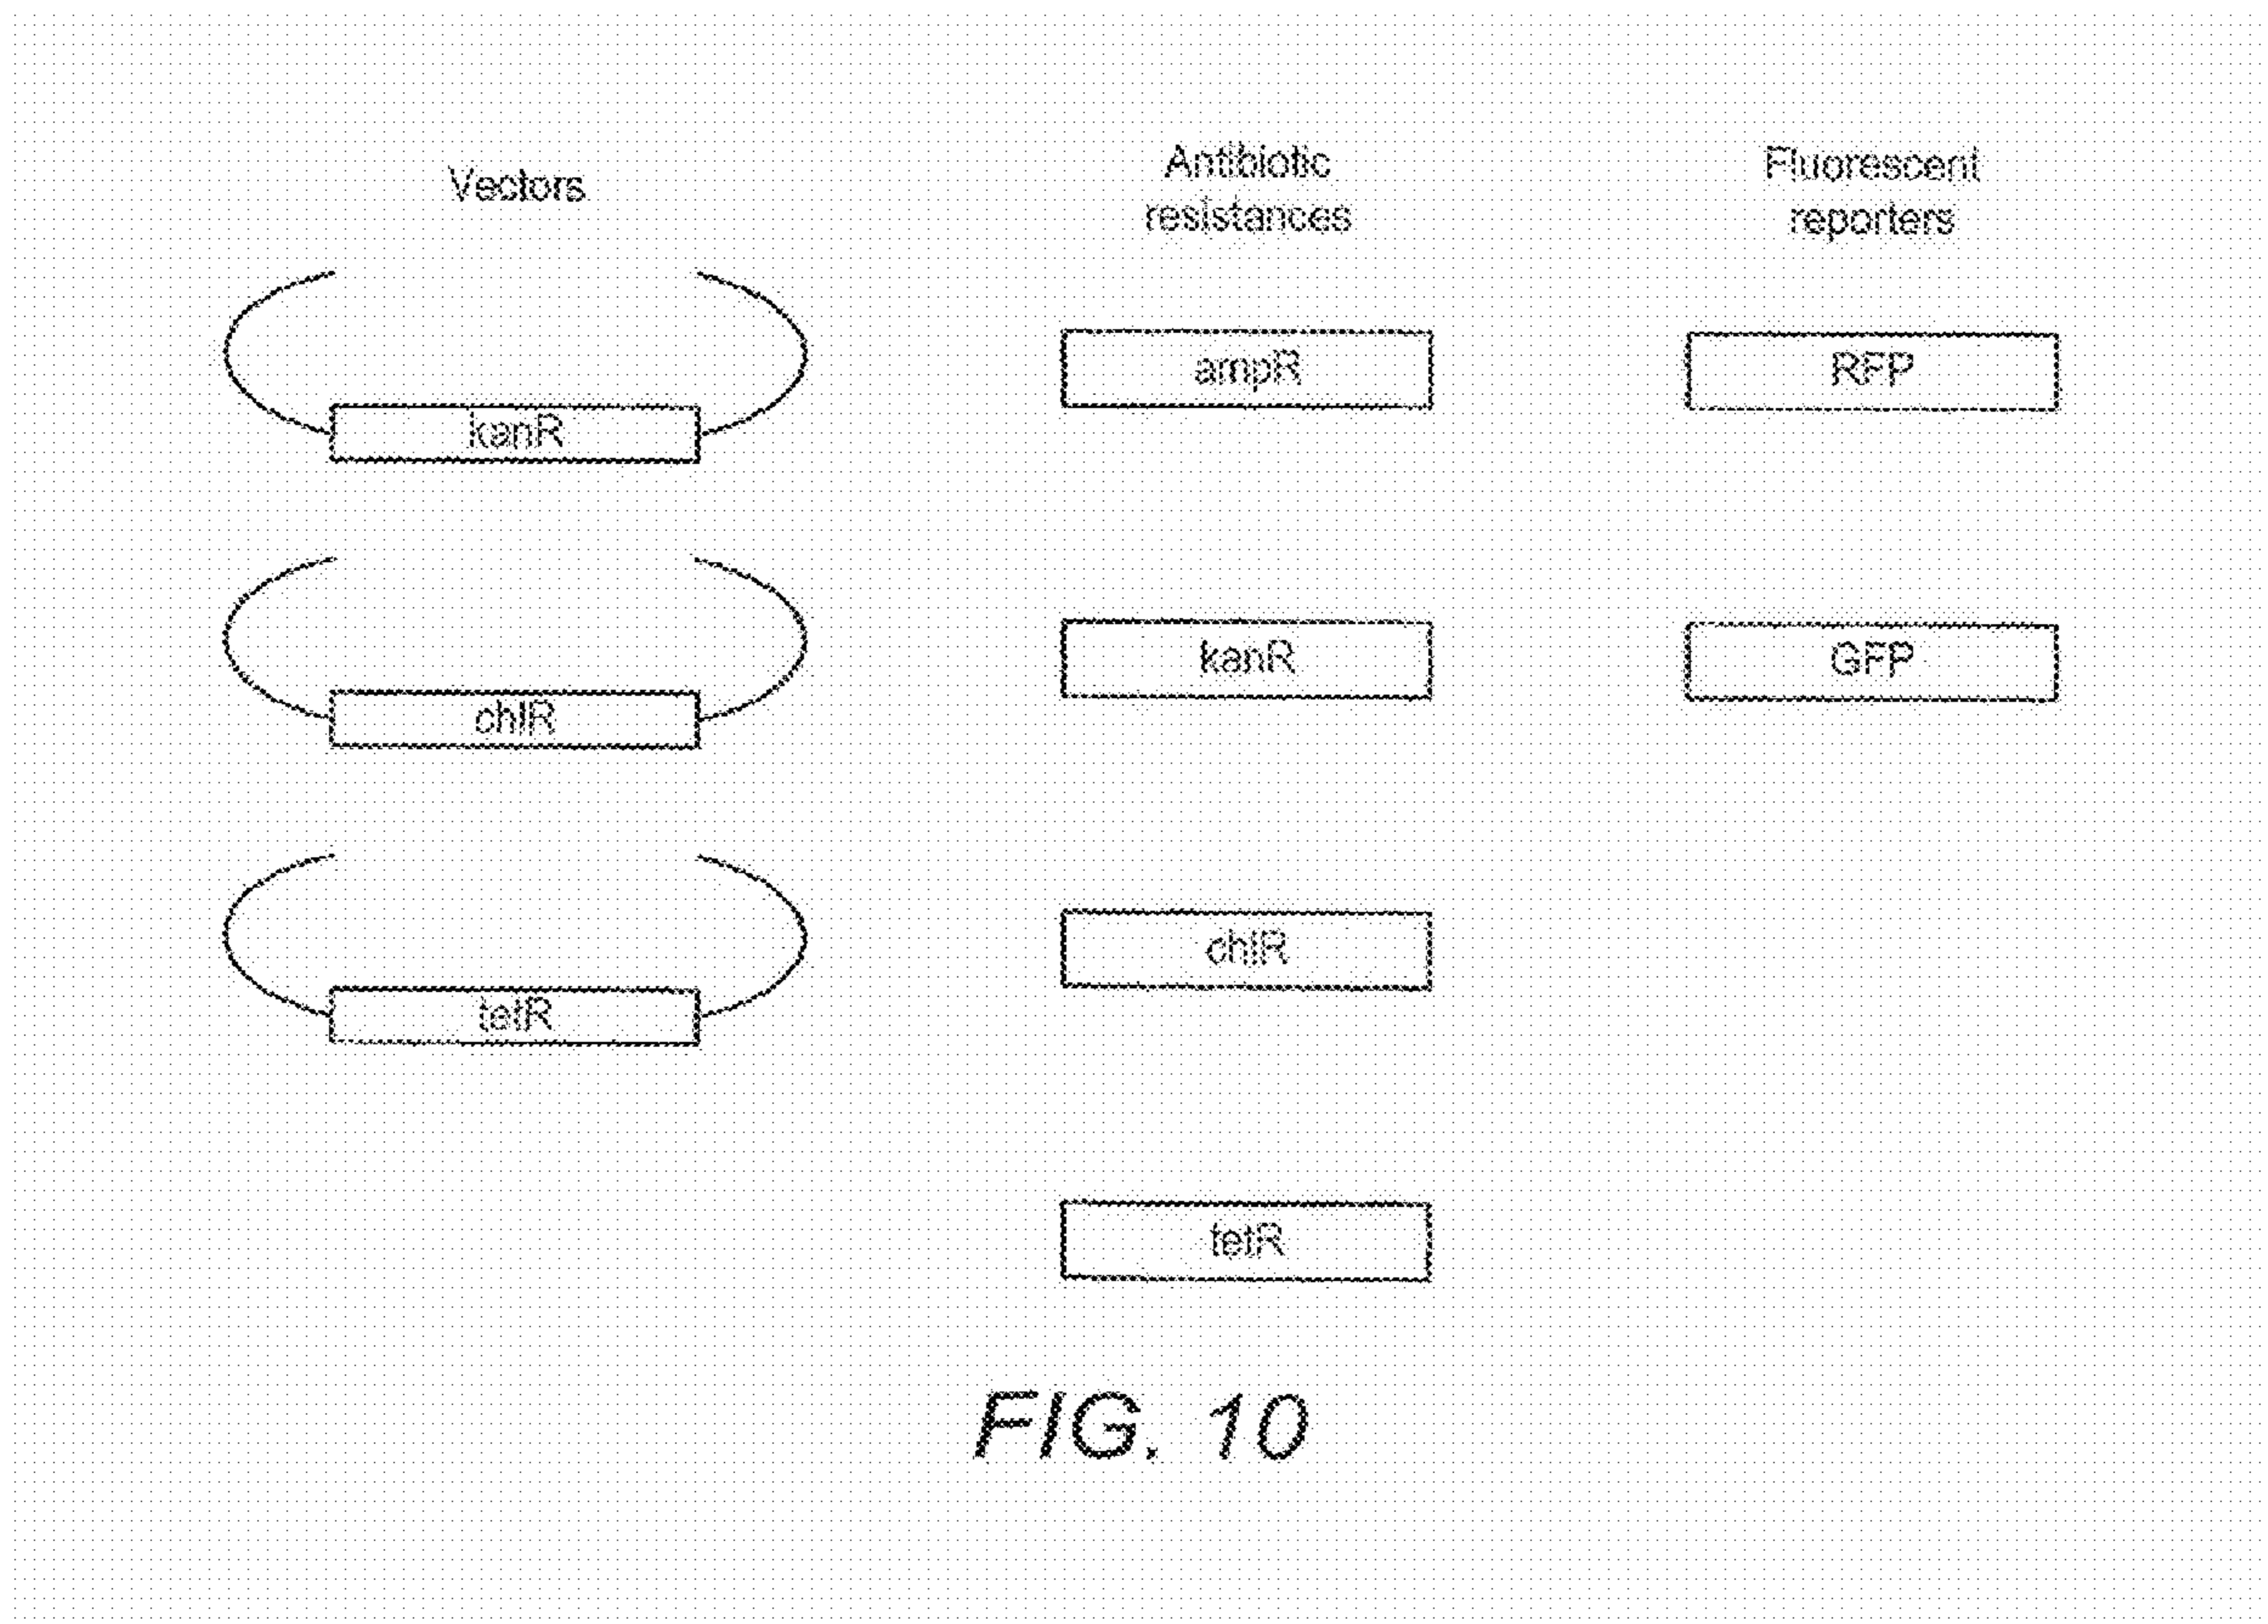 Vectors
Antibiotic
resistances
Fluorescent
reporters
kanR
ampR
RFP
chlR
kanR
GFP
tetR
chlR
tetR
FIG. 10